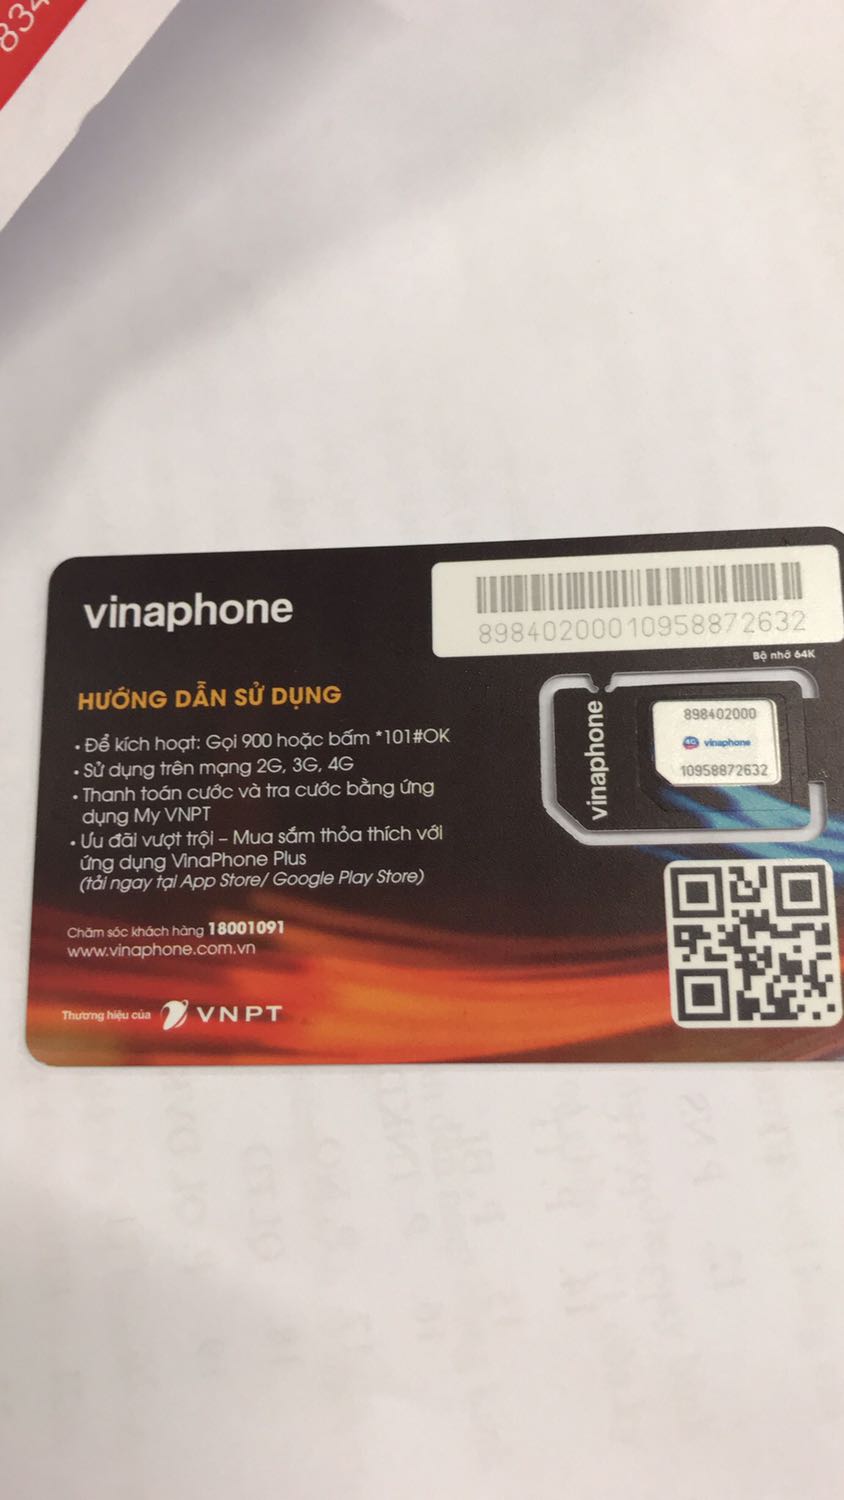 834
vinaphone
89840200010958872632
Bộ nhớ 64K
HƯỚNG DẪN SỬ DỤNG
• Để kích hoạt: Gọi 900 hoặc bấm *101#OK
• Sử dụng trên mạng 2G, 3G, 4G
• Thanh toán cước và tra cước bằng ứng
dụng My VNPT
• Ưu đãi vượt trội – Mua sắm thỏa thích với
ứng dụng VinaPhone Plus
(tải ngay tại App Store/ Google Play Store)
vinaphone
898402000
4G vinaphone
10958872632
Chăm sóc khách hàng 18001091
www.vinaphone.com.vn
Thương hiệu của VNPT